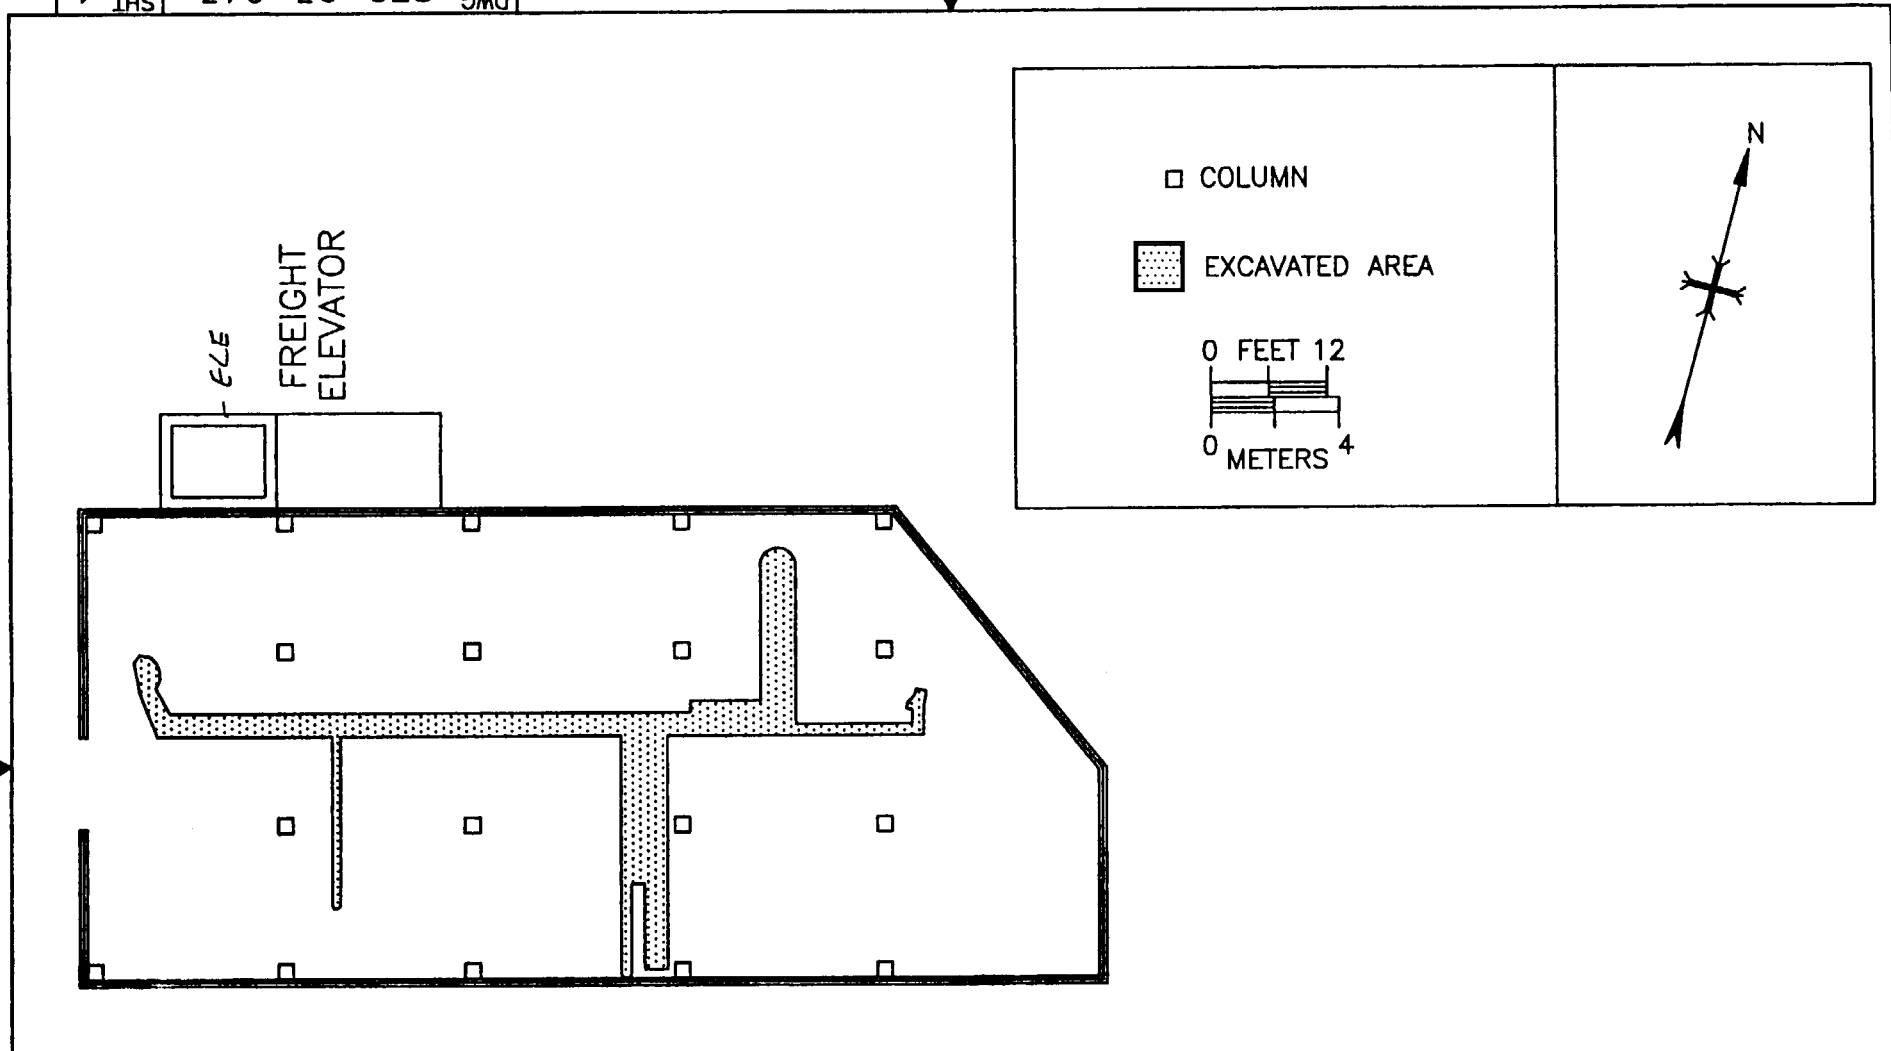 N
COLUMN
EXCAVATED AREA
0 FEET 12
0 METERS 4
ELE
FREIGHT
ELEVATOR